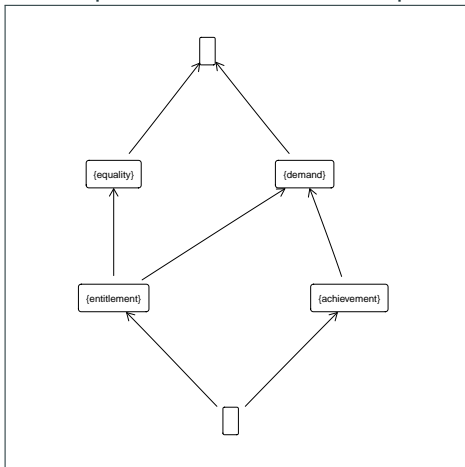 {equality}
{demand}
{entitlement}
{achievement}